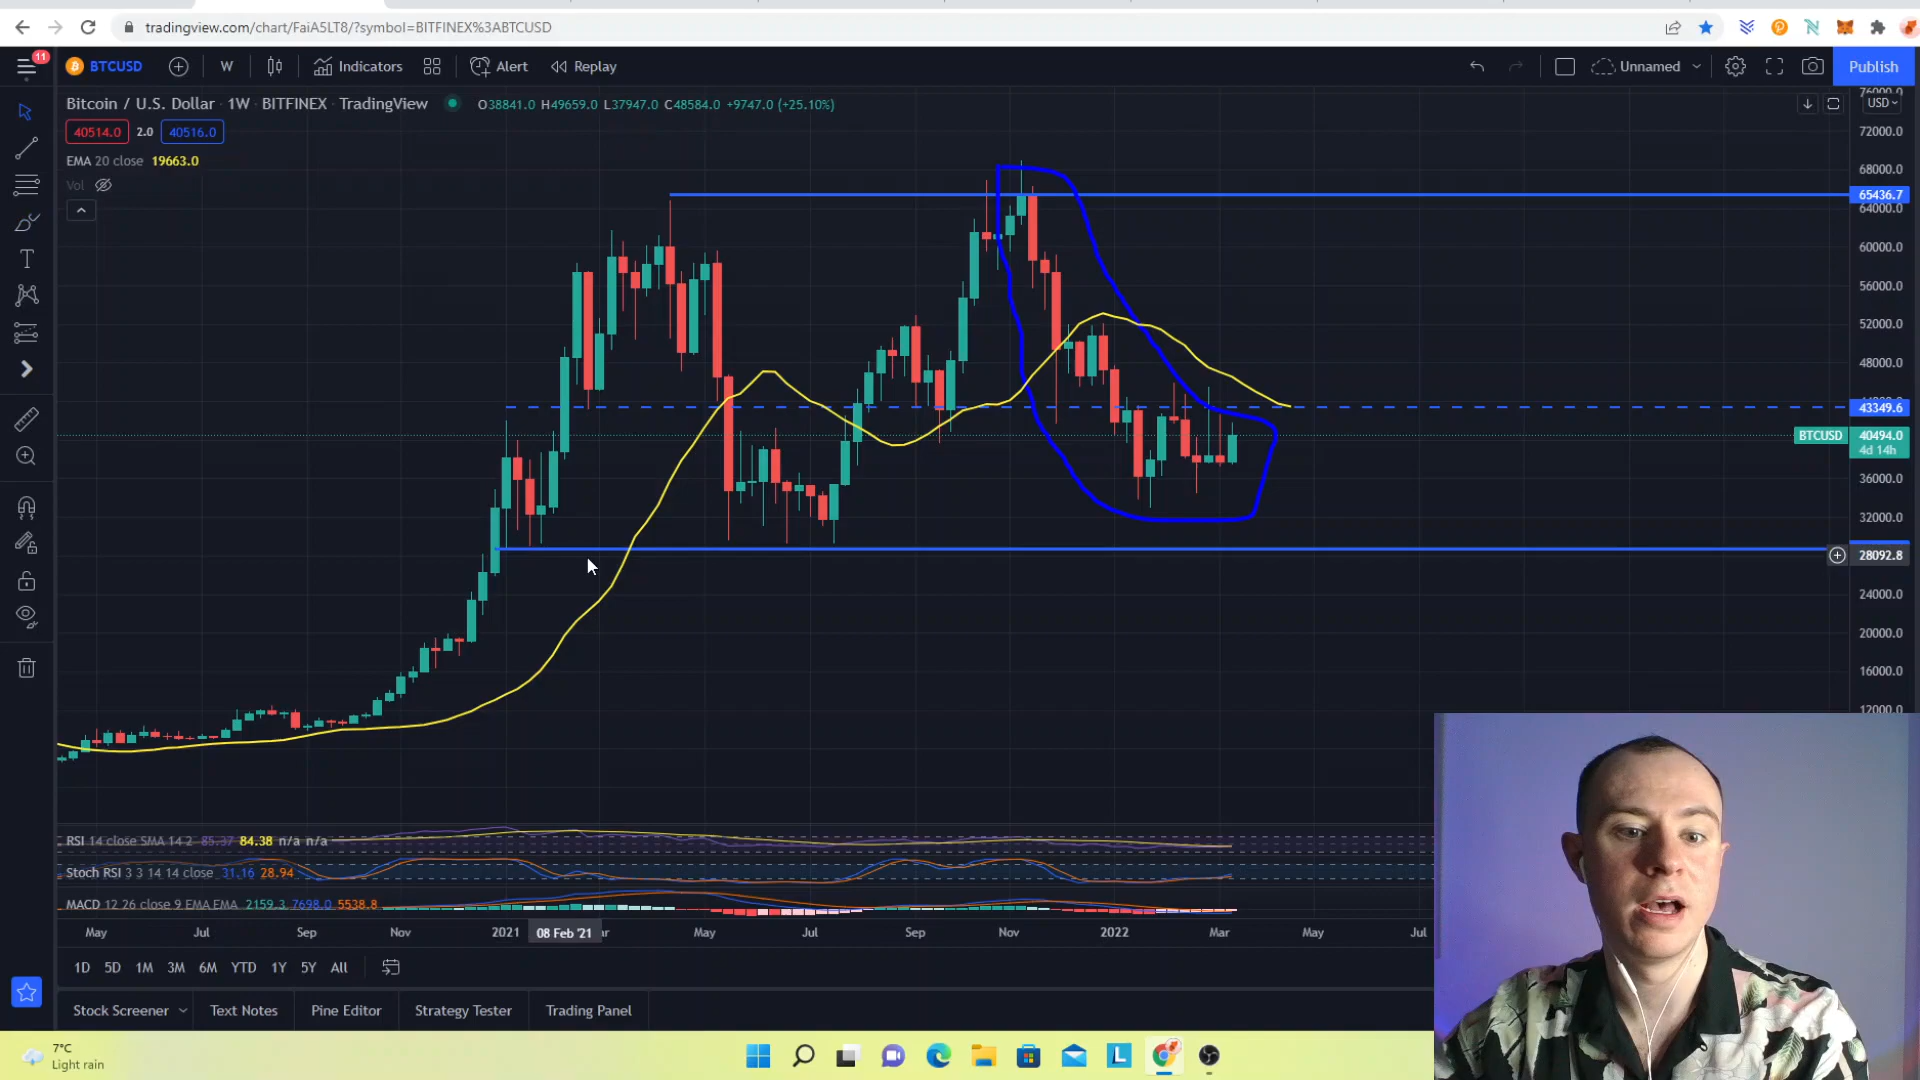 tradingview.com/chart/FaiA5LT8/?symbol=BITFINEX%3ABTCUSD
11
BTCUSD
W
Indicators
Alert
Replay
Unnamed
Publish
Bitcoin / U.S. Dollar · 1W · BITFINEX · TradingView
O38841.0 H49659.0 L37947.0 C48584.0 +9747.0 (+25.10%)
USD
40514.0 2.0 40516.0
EMA 20 close 19663.0
Vol
76000.0
72000.0
68000.0
65436.7
64000.0
60000.0
56000.0
52000.0
48000.0
43349.6
BTCUSD
40494.0
4d 14h
36000.0
32000.0
28092.8
24000.0
20000.0
16000.0
12000.0
RSI 14 close SMA 14 2 85.37 84.38 n/a n/a
Stoch RSI 3 3 14 14 close 31.16 28.94
MACD 12 26 close 9 EMA EMA 2159.3 7698.0 5538.8
May Jul Sep Nov 2021 08 Feb '21 May Jul Sep Nov 2022 Mar May Jul
1D 5D 1M 3M 6M YTD 1Y 5Y All
Stock Screener Text Notes Pine Editor Strategy Tester Trading Panel
7°C
Light rain